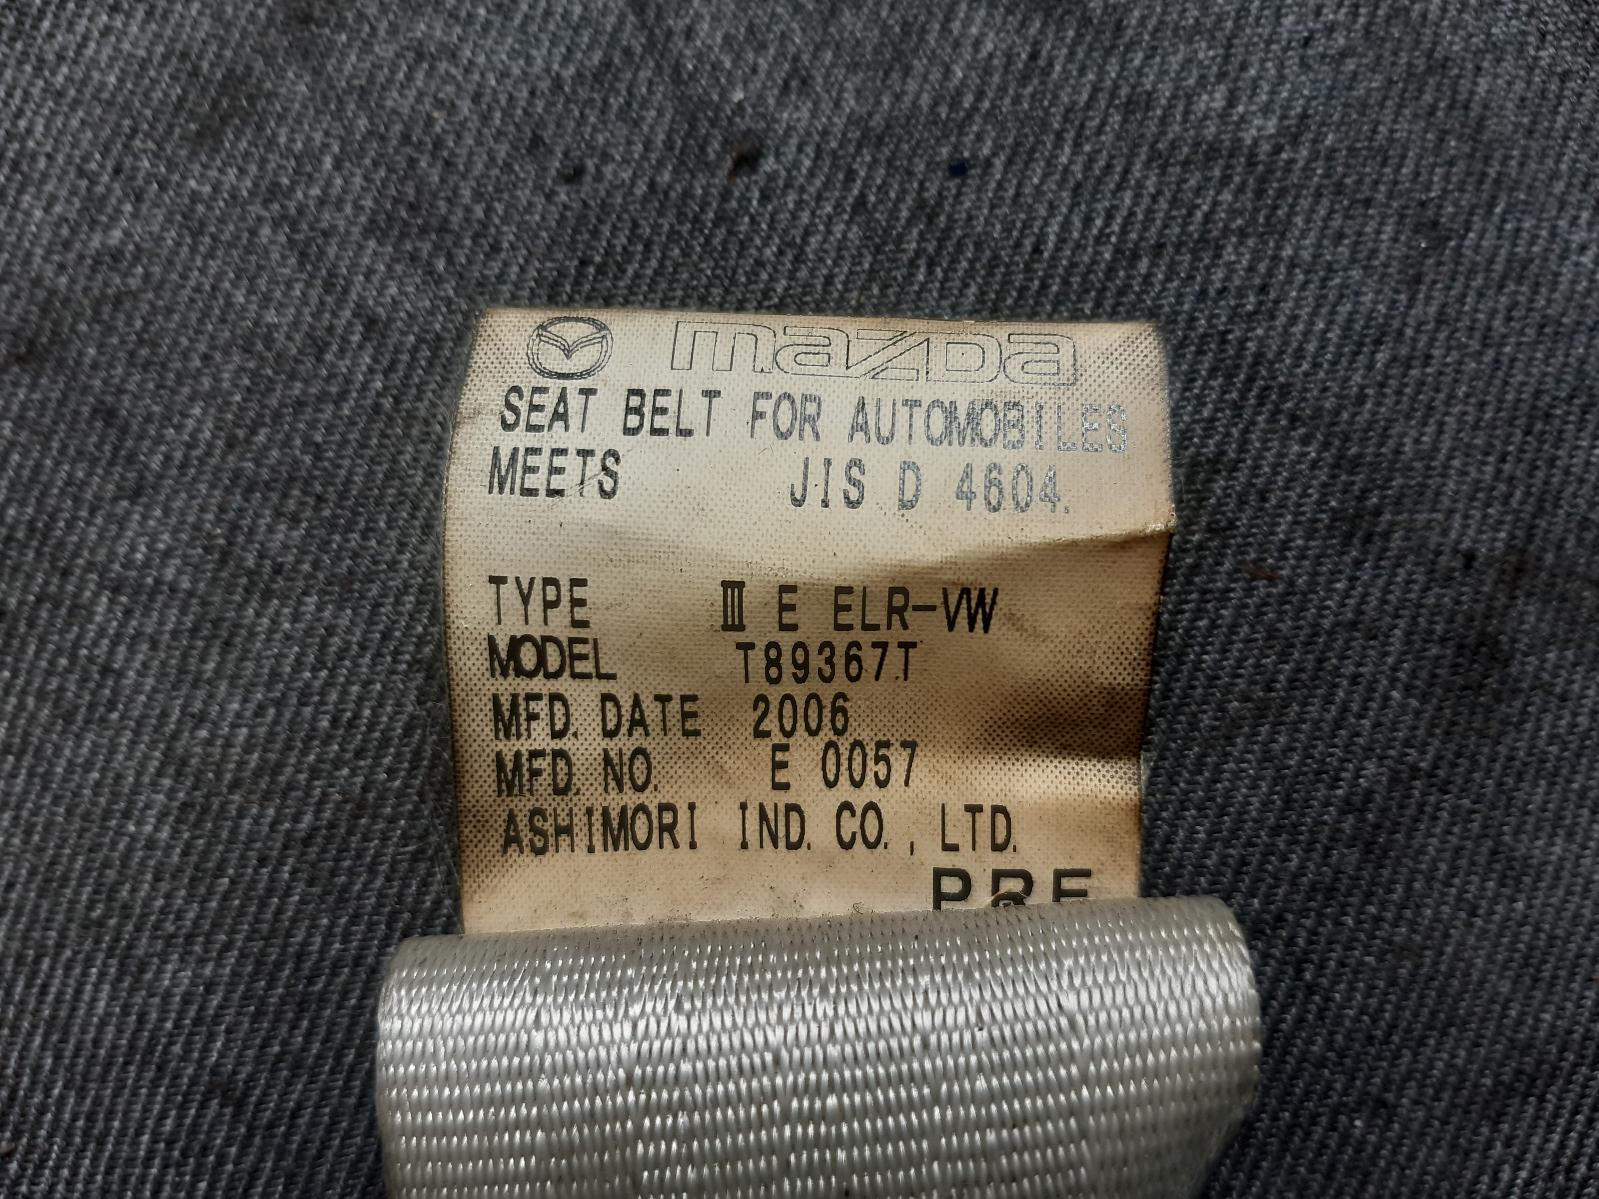 mazda
SEAT BELT FOR AUTOMOBILES
MEETS JIS D 4604.
TYPE Ⅲ E ELR-VW
MODEL T89367T
MFD. DATE 2006
MFD. NO. E 0057
ASHIMORI IND. CO., LTD.
PRE